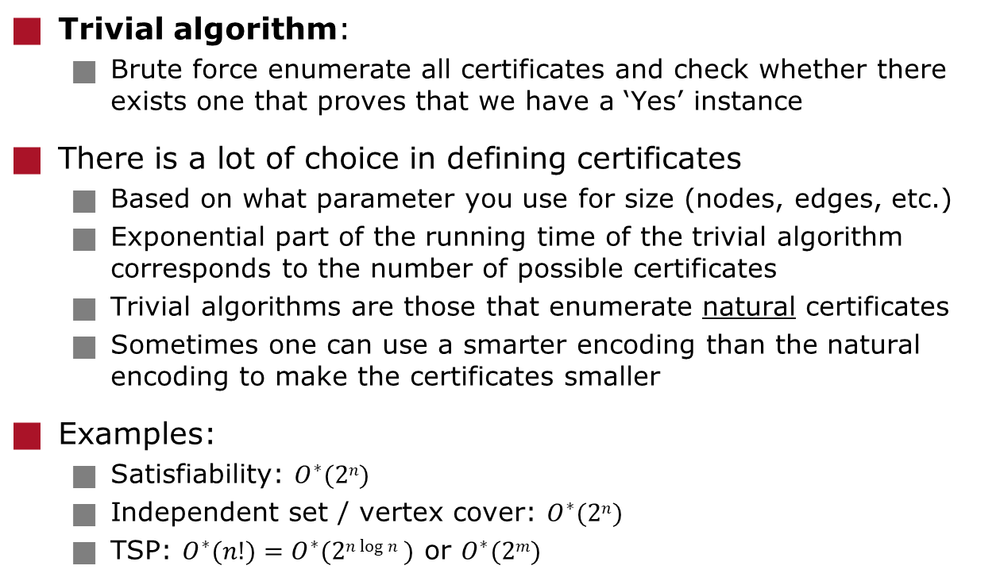 Trivial algorithm:
Brute force enumerate all certificates and check whether there
exists one that proves that we have a ‘Yes’ instance
There is a lot of choice in defining certificates
Based on what parameter you use for size (nodes, edges, etc.)
Exponential part of the running time of the trivial algorithm
corresponds to the number of possible certificates
Trivial algorithms are those that enumerate natural certificates
Sometimes one can use a smarter encoding than the natural
encoding to make the certificates smaller
Examples:
Satisfiability: O*(2ⁿ)
Independent set / vertex cover: O*(2ⁿ)
TSP: O*(n!) = O*(2^{n log n}) or O*(2ᵐ)